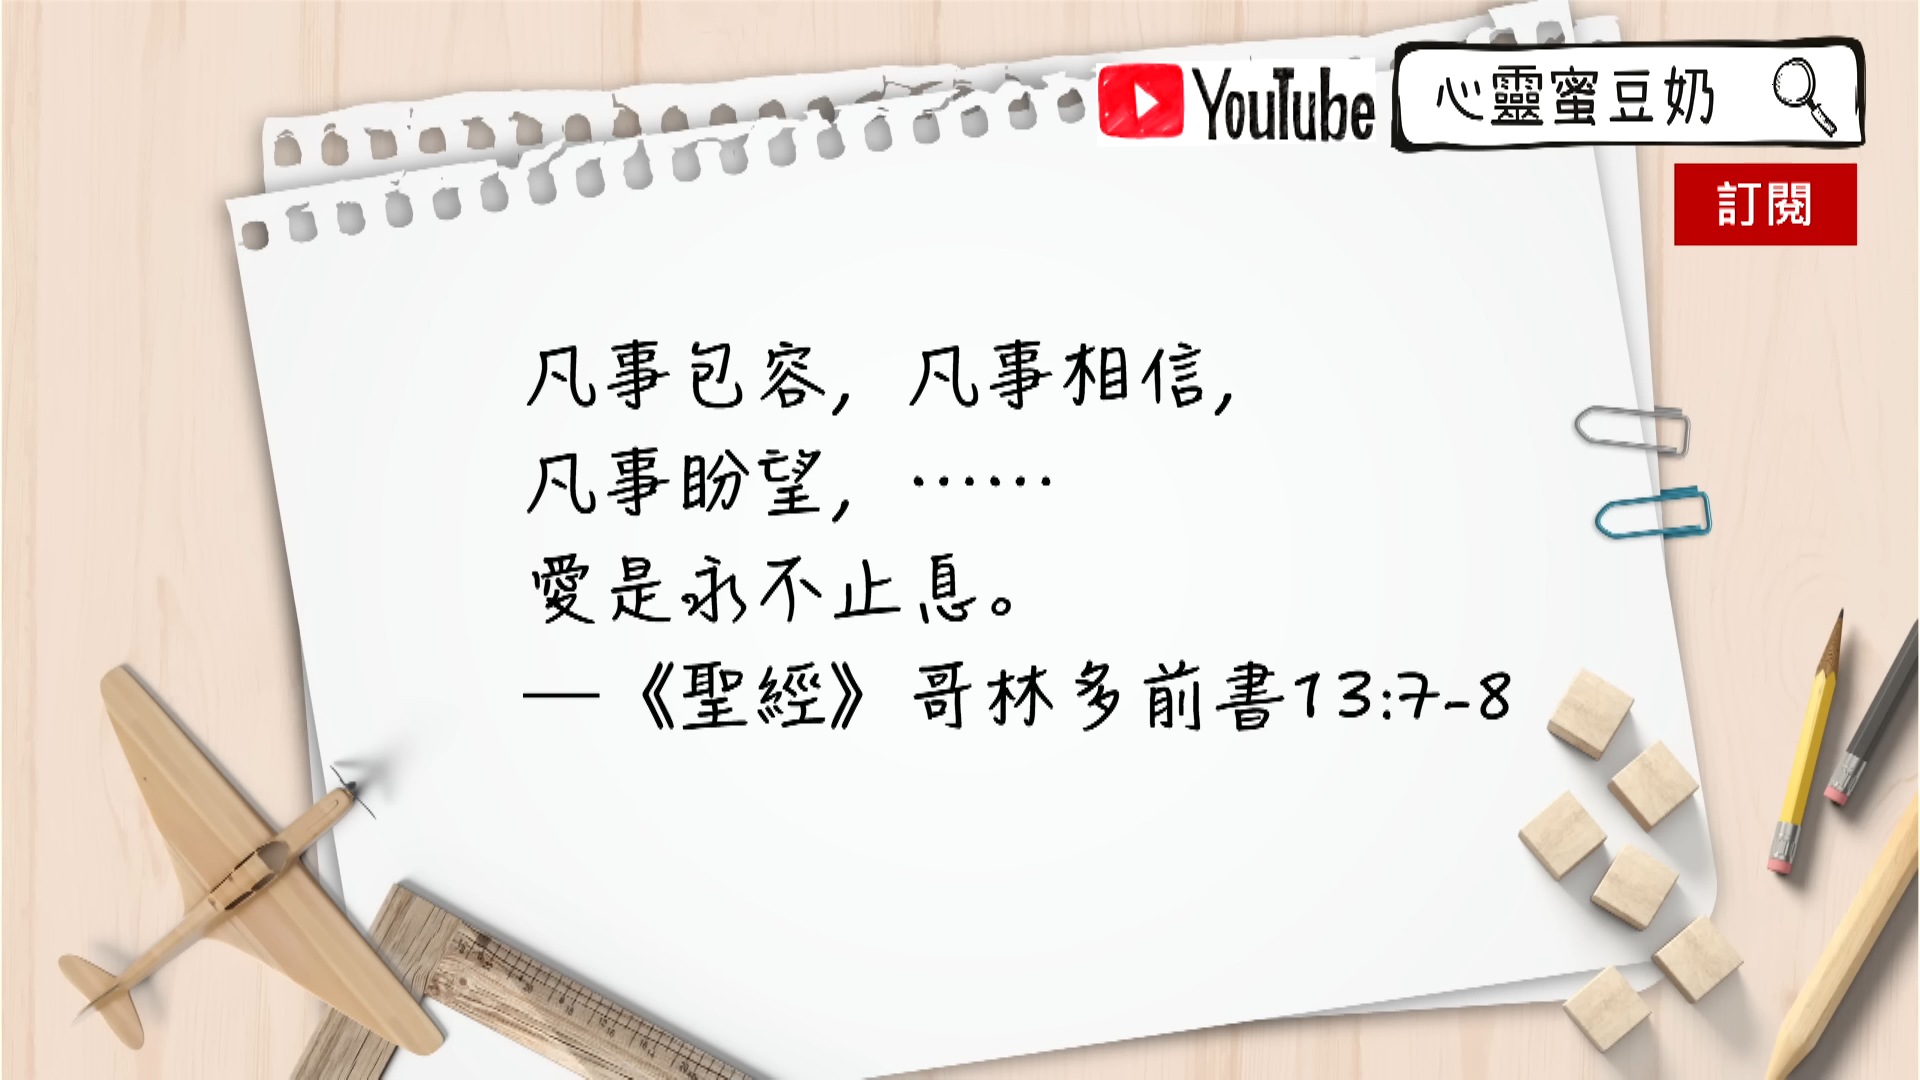 YouTube 心靈蜜豆奶
訂閱
凡事包容，凡事相信，
凡事盼望，……
愛是永不止息。
—《聖經》哥林多前書13:7-8